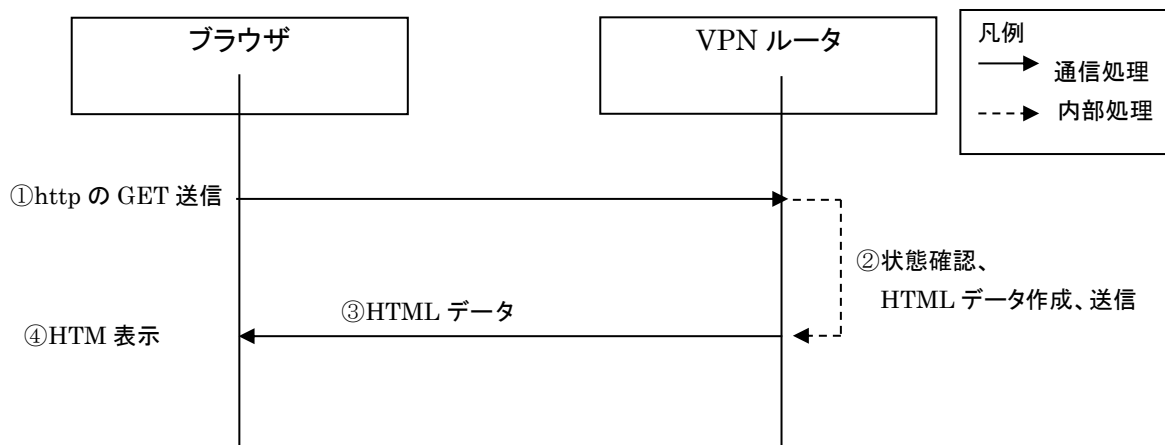 ブラウザ
VPN ルータ
凡例
通信処理
内部処理
①http の GET 送信
②状態確認、
HTML データ作成、送信
③HTML データ
④HTM 表示